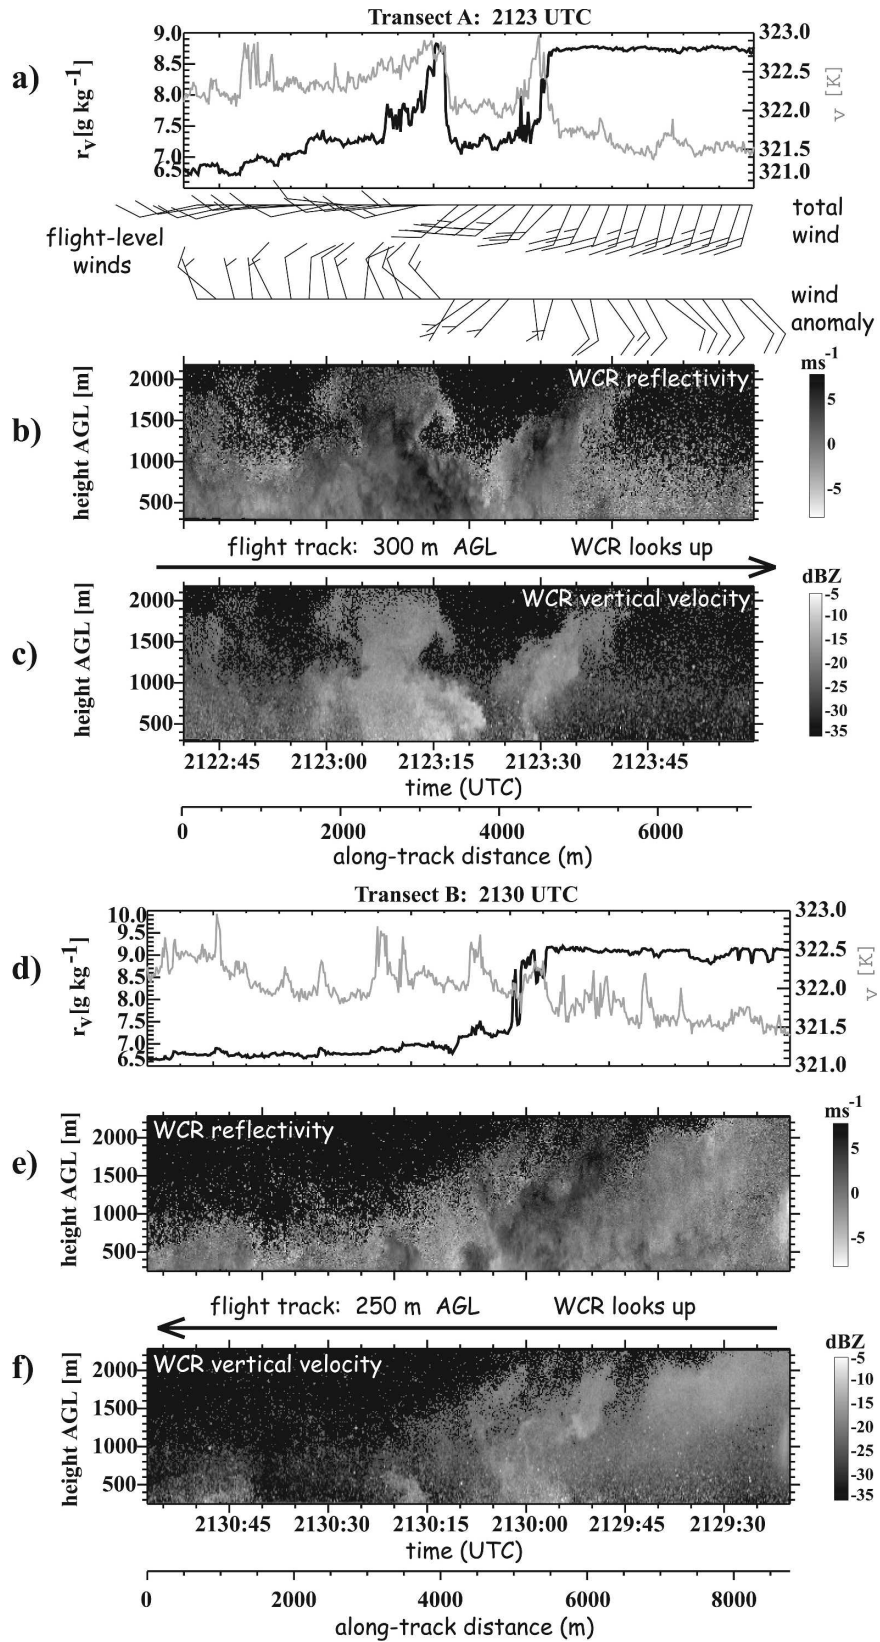 Transect A: 2123 UTC
a)
9.0
8.0
7.0
6.5
r_v[g kg⁻¹]
323.0
322.5
322.0
321.5
321.0
v [K]
total wind
flight-level winds
wind anomaly
b)
height AGL [m]
2000
1500
1000
500
WCR reflectivity
ms⁻¹
5
0
-5
flight track: 300 m AGL WCR looks up
c)
height AGL [m]
2000
1500
1000
500
WCR vertical velocity
dBZ
-5
-10
-15
-20
-25
-30
-35
2122:45 2123:00 2123:15 2123:30 2123:45
time (UTC)
0 2000 4000 6000
along-track distance (m)
Transect B: 2130 UTC
d)
10.0
9.5
9.0
8.5
8.0
7.5
7.0
6.5
r_v[g kg⁻¹]
323.0
322.5
322.0
321.5
321.0
v [K]
e)
height AGL [m]
2000
1500
1000
500
WCR reflectivity
ms⁻¹
5
0
-5
flight track: 250 m AGL WCR looks up
f)
height AGL [m]
2000
1500
1000
500
WCR vertical velocity
dBZ
-5
-10
-15
-20
-25
-30
-35
2130:45 2130:30 2130:15 2130:00 2129:45 2129:30
time (UTC)
0 2000 4000 6000 8000
along-track distance (m)